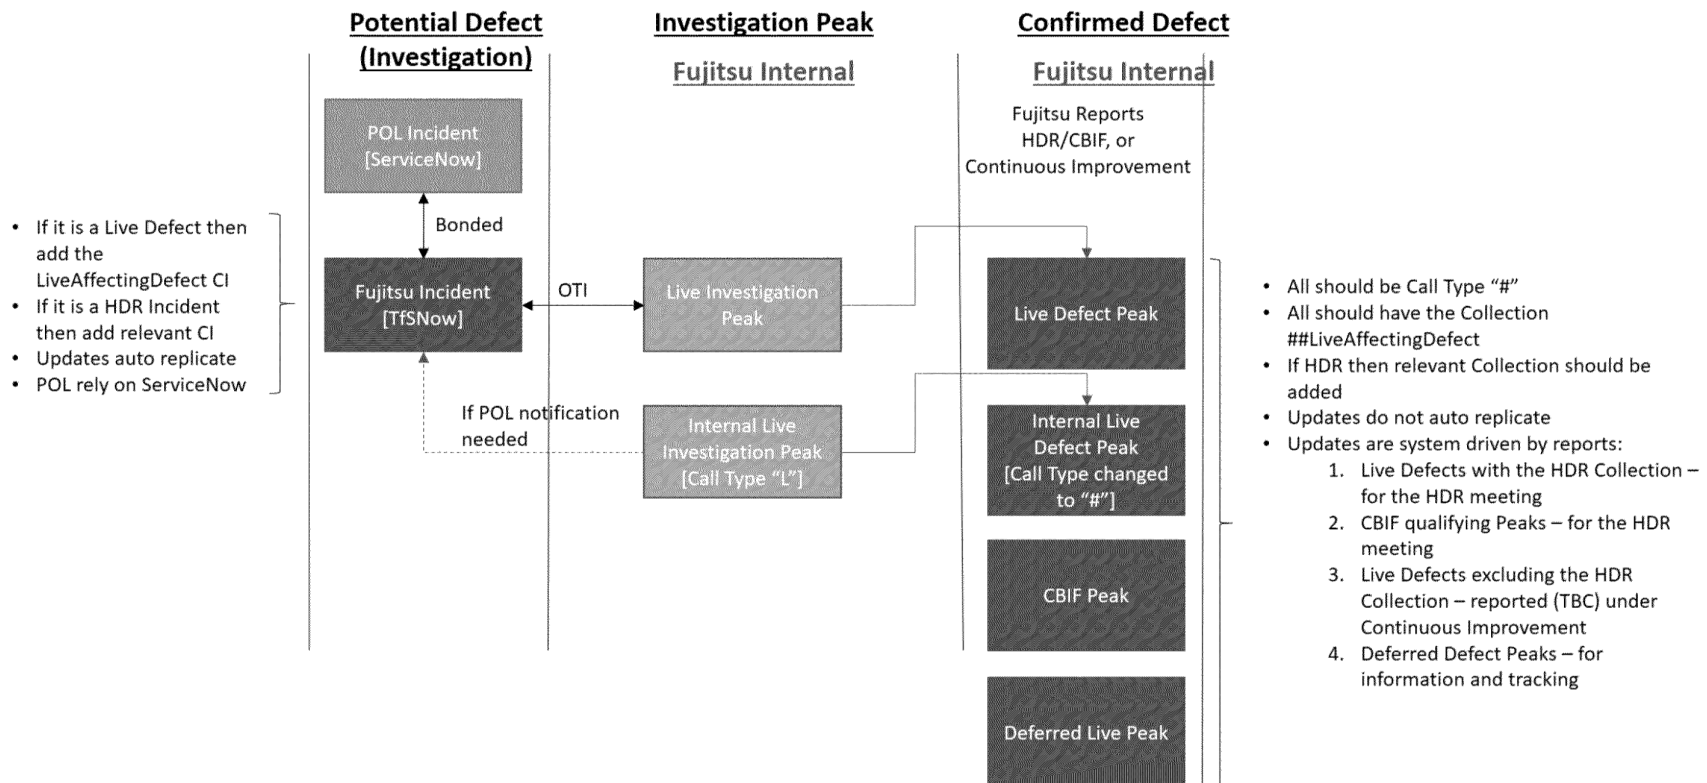 Potential Defect
(Investigation)
Investigation Peak
Fujitsu Internal
Confirmed Defect
Fujitsu Internal
Fujitsu Reports
HDR/CBIF, or
Continuous Improvement
POL Incident
[ServiceNow]
Bonded
• If it is a Live Defect then
add the
LiveAffectingDefect CI
• If it is a HDR Incident
then add relevant CI
• Updates auto replicate
• POL rely on ServiceNow
Fujitsu Incident
[TfSNow]
OTI
Live Investigation
Peak
Live Defect Peak
If POL notification
needed
Internal Live
Investigation Peak
[Call Type “L”]
Internal Live
Defect Peak
[Call Type changed
to “#”]
CBIF Peak
Deferred Live Peak
• All should be Call Type “#”
• All should have the Collection
##LiveAffectingDefect
• If HDR then relevant Collection should be
added
• Updates do not auto replicate
• Updates are system driven by reports:
1. Live Defects with the HDR Collection –
for the HDR meeting
2. CBIF qualifying Peaks – for the HDR
meeting
3. Live Defects excluding the HDR
Collection – reported (TBC) under
Continuous Improvement
4. Deferred Defect Peaks – for
information and tracking